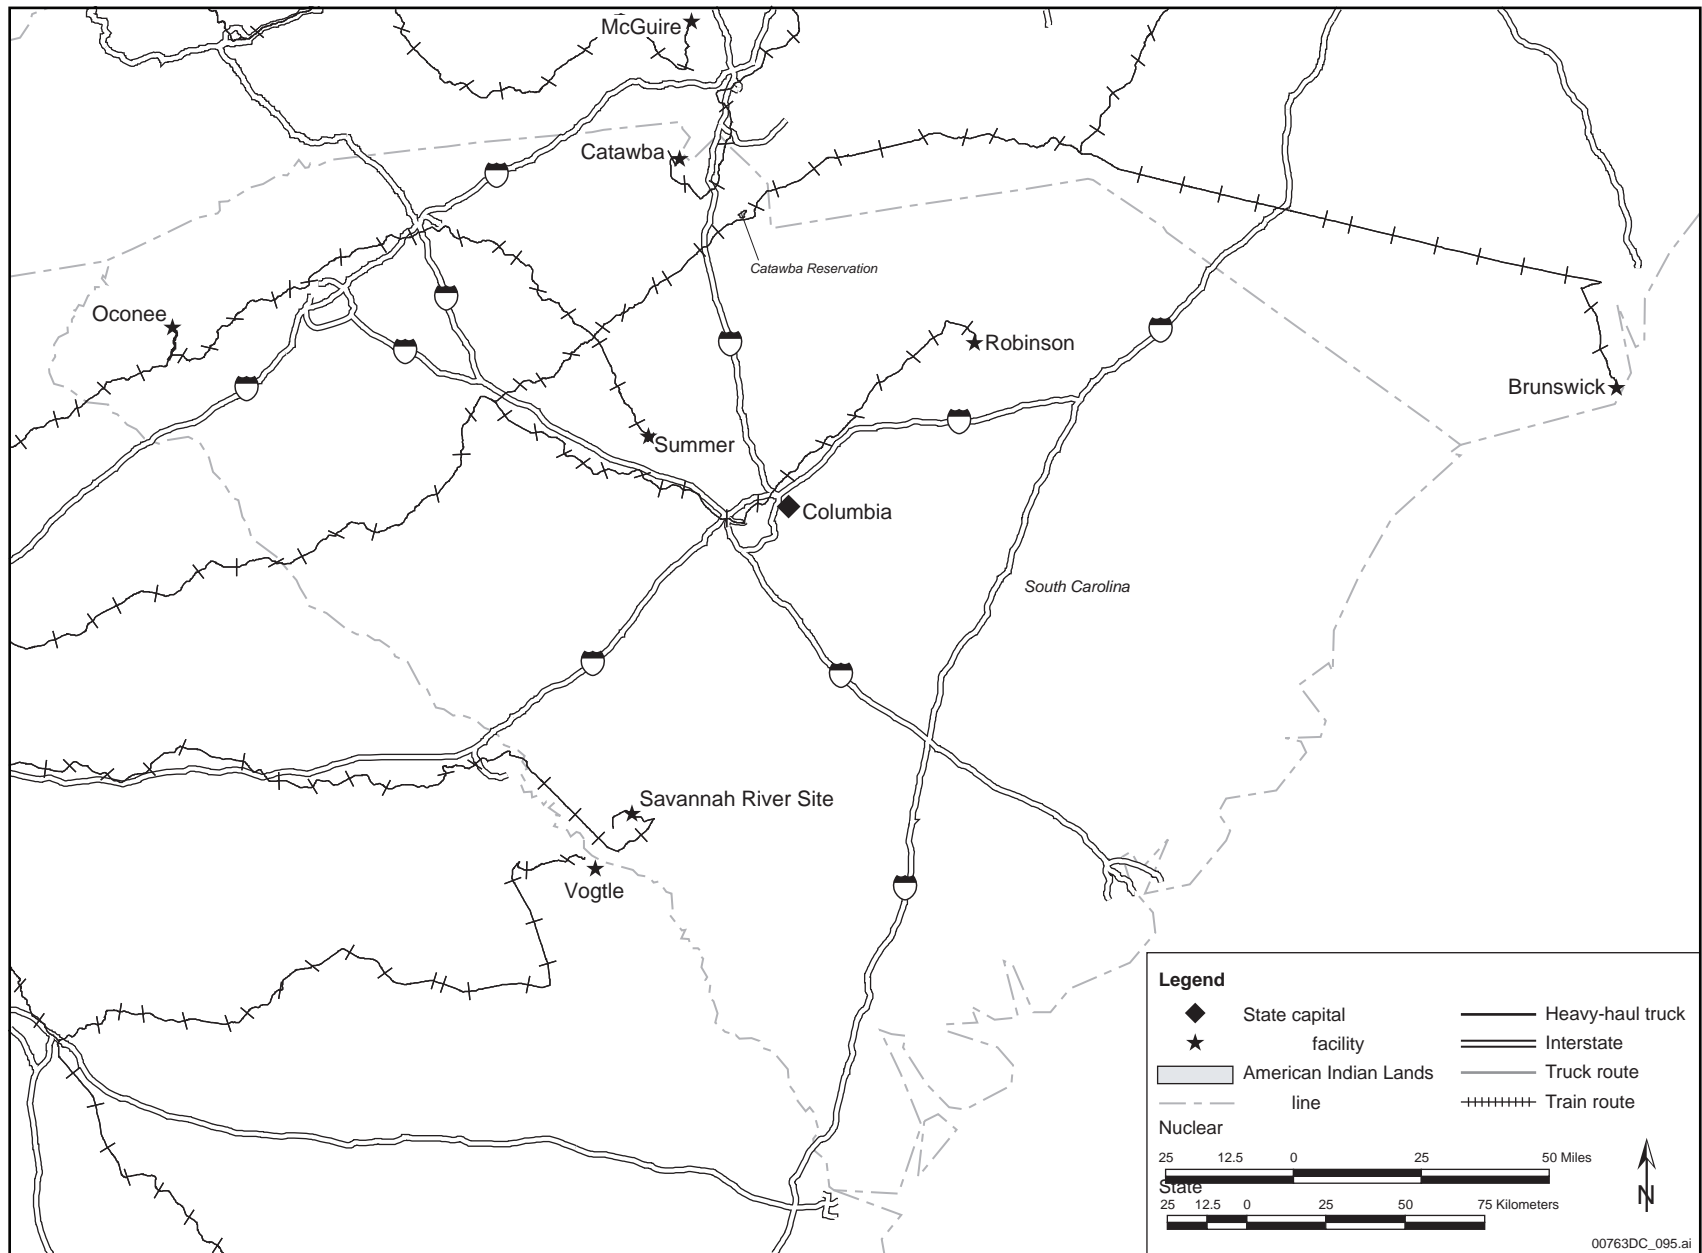 McGuire
Catawba
Catawba Reservation
Oconee
Robinson
Brunswick
Summer
Columbia
South Carolina
Savannah River Site
Vogtle
Legend
State capital
facility
American Indian Lands
line
Nuclear
Heavy-haul truck
Interstate
Truck route
Train route
25 12.5 0 25 50 Miles
State
25 12.5 0 25 50 75 Kilometers
N
00763DC_095.ai